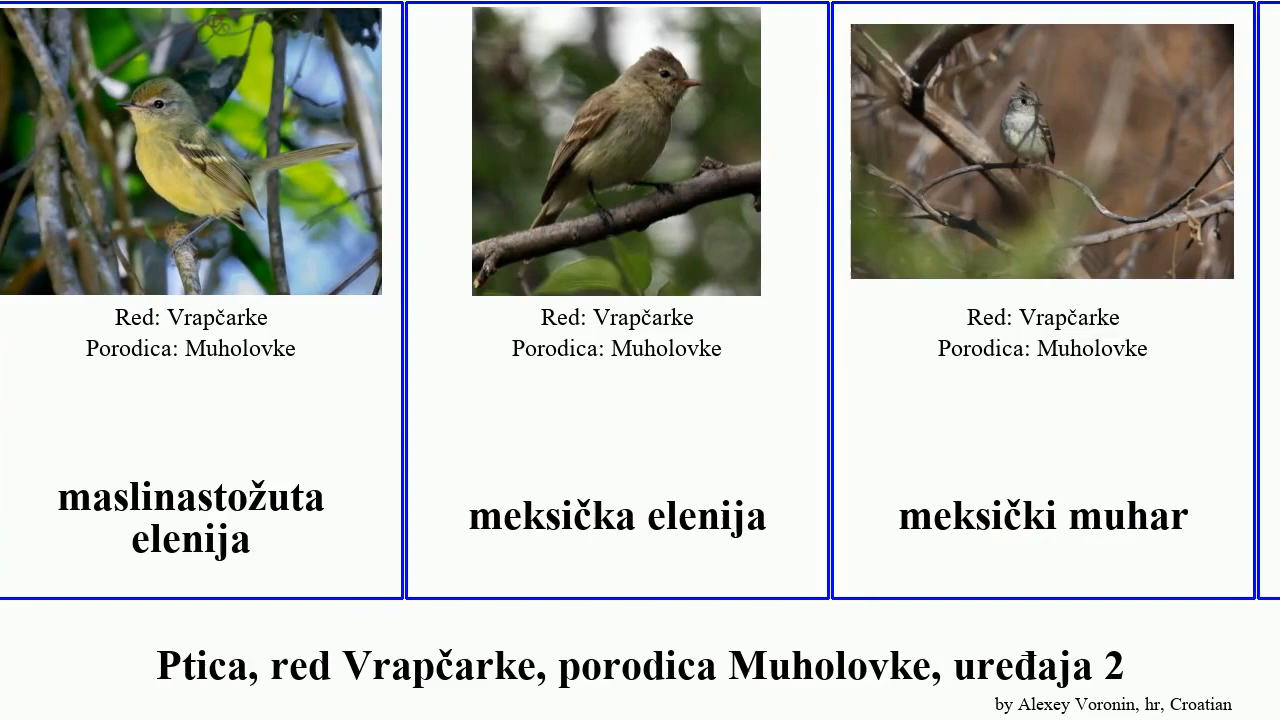 Red: Vrapčarke
Porodica: Muholovke
maslinastožuta
elenija
Red: Vrapčarke
Porodica: Muholovke
meksička elenija
Red: Vrapčarke
Porodica: Muholovke
meksički muhar
Ptica, red Vrapčarke, porodica Muholovke, uređaja 2
by Alexey Voronin, hr, Croatian